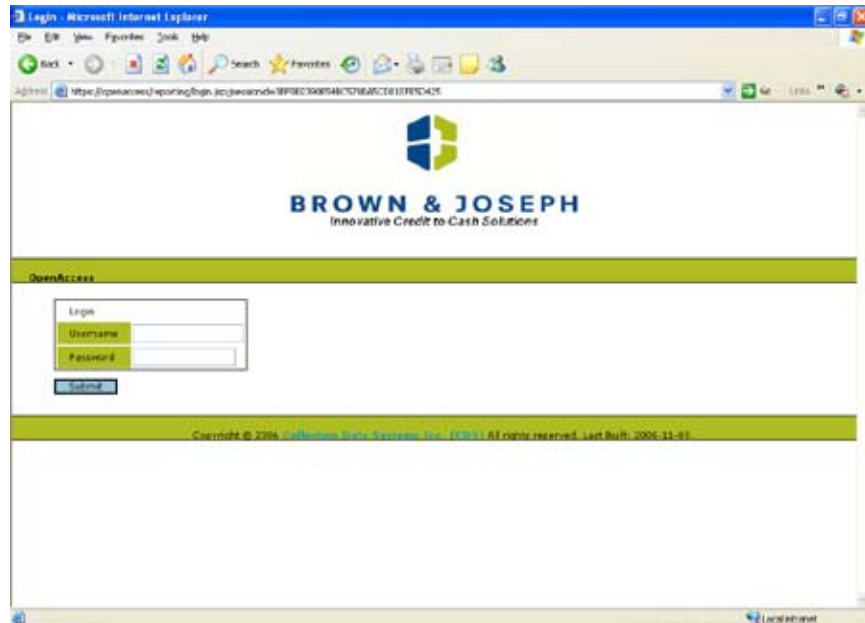 Login - Microsoft Internet Explorer
File Edit View Favorites Tools Help
Back Search Favorites
Address Go Links
BROWN & JOSEPH
Innovative Credit to Cash Solutions
OpenAccess
Login
Username
Password
Submit
Copyright © 2006 Collection Data Systems, Inc. (CDS) All rights reserved. Last Built: 2006-11-03.
Local intranet